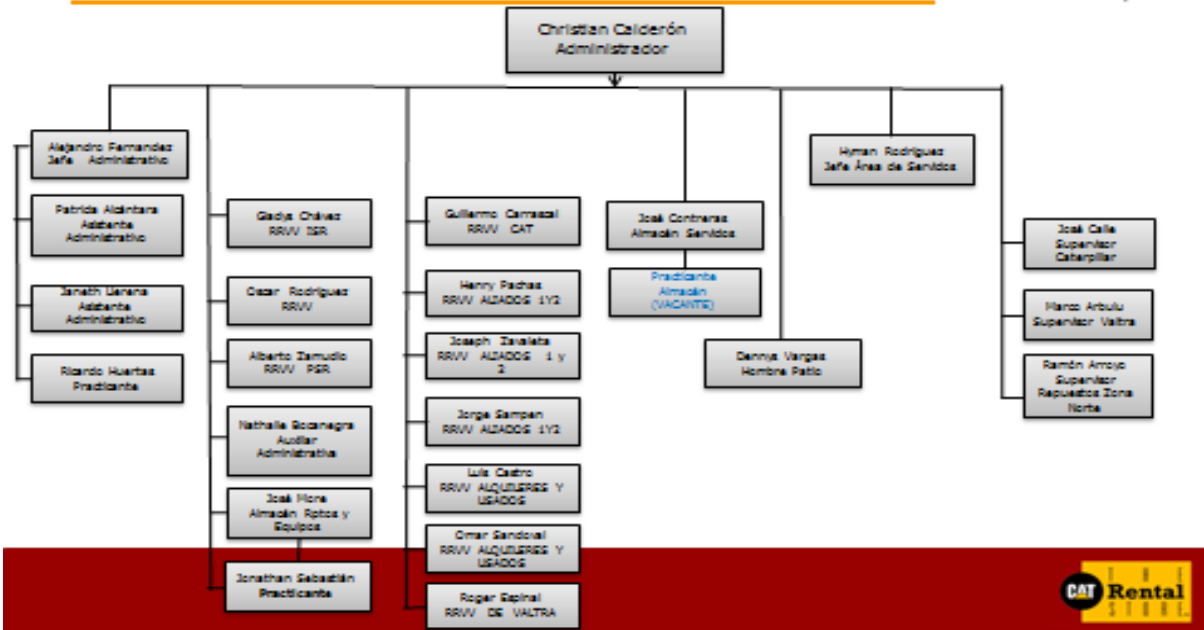 Christian Calderón
Administrador
Alejandro Fernandez
Jefe Administrativo
Patricia Alcántara
Asistente
Administrativo
Janeth Llerena
Asistente
Administrativo
Ricardo Huertas
Practicante
Gladys Chávez
RRVV ISR
Oscar Rodríguez
RRVV
Alberto Zamudio
RRVV PSR
Nathalie Bocanegra
Auxiliar
Administrativa
José Mora
Almacén Rptos y
Equipos
Jonathan Sebastián
Practicante
Guillermo Carrascal
RRVV CAT
Henry Pachas
RRVV ALIADOS 1Y2
Joseph Zavaleta
RRVV ALIADOS 1 y
2
Jorge Sampen
RRVV ALIADOS 1Y2
Luis Castro
RRVV ALQUILERES Y
USADOS
Omar Sandoval
RRVV ALQUILERES Y
USADOS
Roger Espinal
RRVV DE VALTRA
José Contreras
Almacén Servicios
Practicante
Almacén
(VACANTE)
Dennys Vargas
Hombre Patio
Hyman Rodríguez
Jefe Área de Servicios
José Calle
Supervisor
Caterpillar
Marco Arbulu
Supervisor Valtra
Ramón Arroyo
Supervisor
Repuestos Zona
Norte
CAT Rental